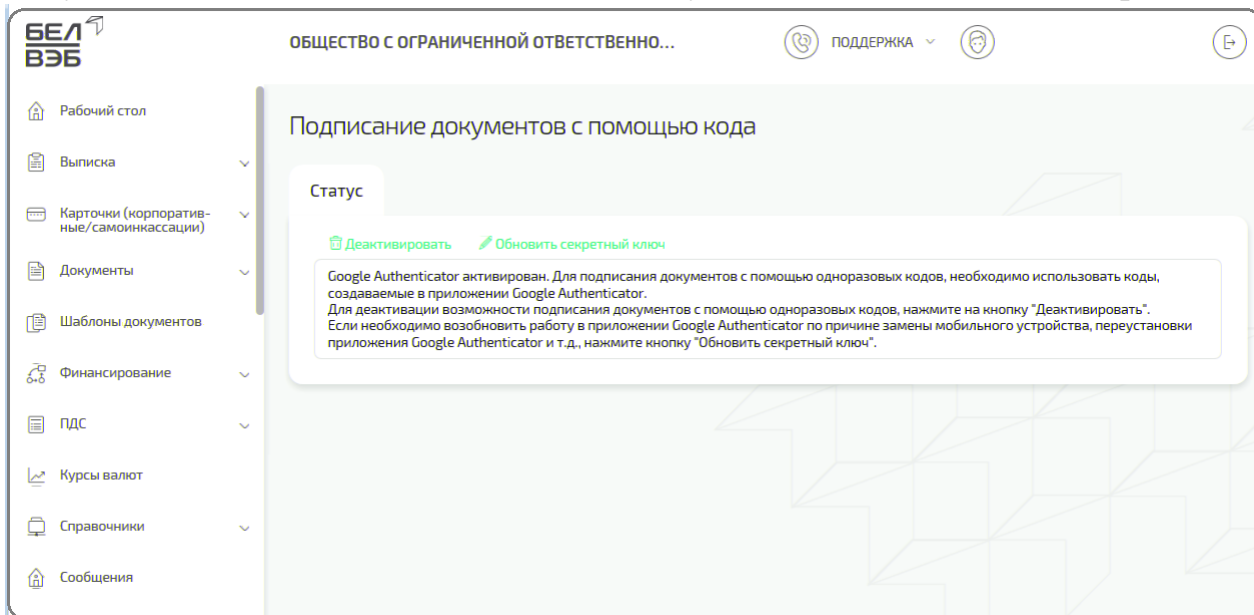 БЕЛ
ВЭБ
ОБЩЕСТВО С ОГРАНИЧЕННОЙ ОТВЕТСТВЕННО...
ПОДДЕРЖКА
Рабочий стол
Выписка
Карточки (корпоратив-
ные/самоинкассации)
Документы
Шаблоны документов
Финансирование
ПДС
Курсы валют
Справочники
Сообщения
Подписание документов с помощью кода
Статус
Деактивировать Обновить секретный ключ
Google Authenticator активирован. Для подписания документов с помощью одноразовых кодов, необходимо использовать коды,
создаваемые в приложении Google Authenticator.
Для деактивации возможности подписания документов с помощью одноразовых кодов, нажмите на кнопку "Деактивировать".
Если необходимо возобновить работу в приложении Google Authenticator по причине замены мобильного устройства, переустановки
приложения Google Authenticator и т.д., нажмите кнопку "Обновить секретный ключ".